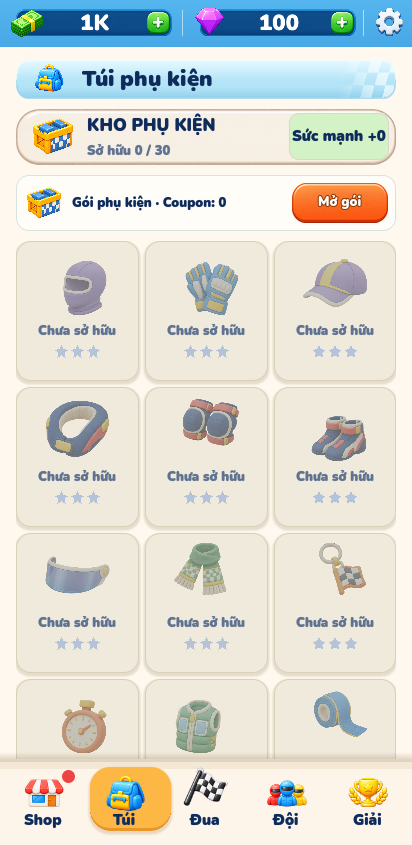 1K
100
Túi phụ kiện
KHO PHỤ KIỆN
Sở hữu 0 / 30
Sức mạnh +0
Gói phụ kiện · Coupon: 0
Mở gói
Chưa sở hữu
Chưa sở hữu
Chưa sở hữu
Chưa sở hữu
Chưa sở hữu
Chưa sở hữu
Chưa sở hữu
Chưa sở hữu
Chưa sở hữu
Shop
Túi
Đua
Đội
Giải